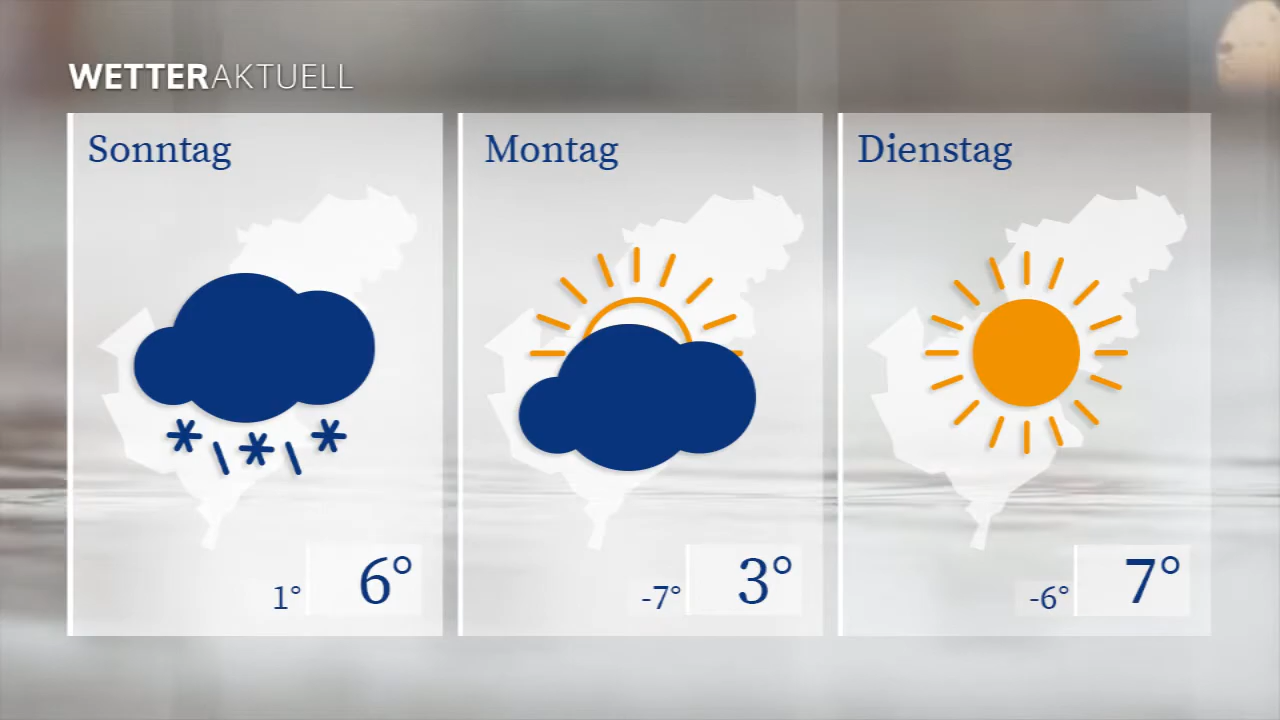 WETTERAKTUELL
Sonntag
1° 6°
Montag
-7° 3°
Dienstag
-6° 7°